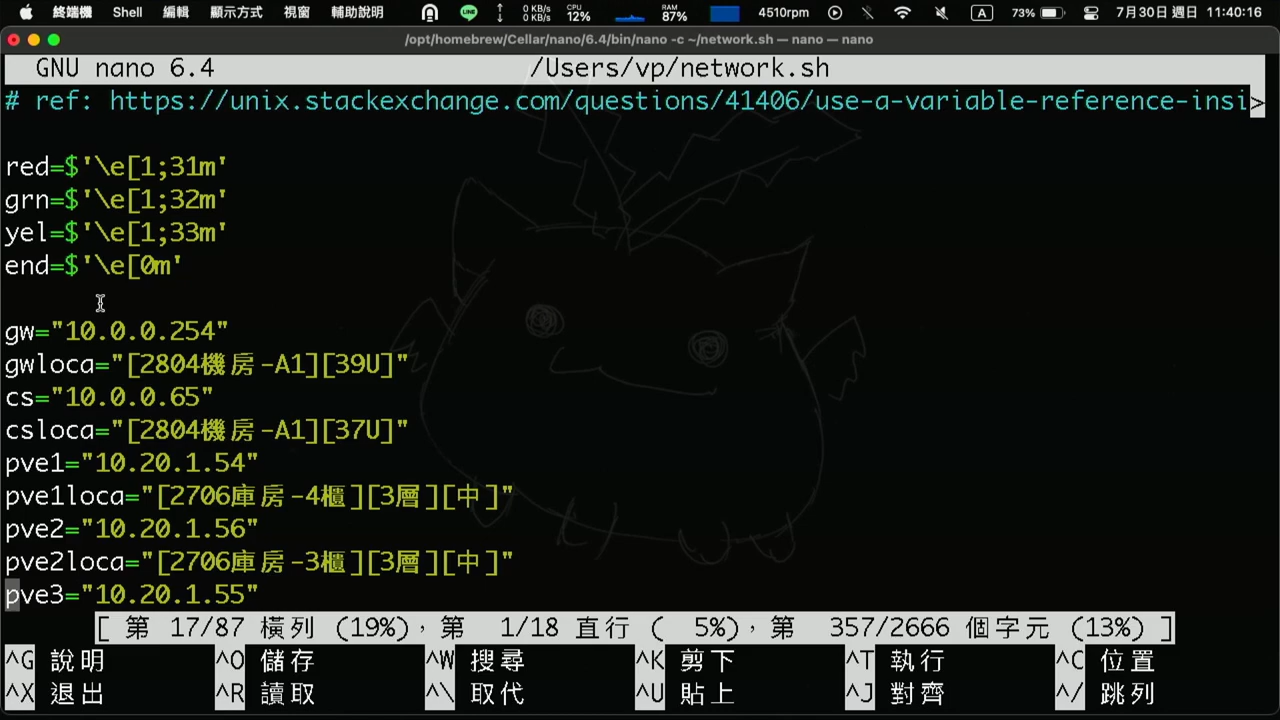 終端機 Shell 編輯 顯示方式 視窗 輔助說明 0 KB/s 0 KB/s CPU 12% RAM 87% 4510rpm 73% A 7月30日 週日 11:40:16
/opt/homebrew/Cellar/nano/6.4/bin/nano -c ~/network.sh — nano — nano
GNU nano 6.4 /Users/vp/network.sh
# ref: https://unix.stackexchange.com/questions/41406/use-a-variable-reference-insi>
red=$'\e[1;31m'
grn=$'\e[1;32m'
yel=$'\e[1;33m'
end=$'\e[0m'
gw="10.0.0.254"
gwloca="[2804機房-A1][39U]"
cs="10.0.0.65"
csloca="[2804機房-A1][37U]"
pve1="10.20.1.54"
pve1loca="[2706庫房-4櫃][3層][中]"
pve2="10.20.1.56"
pve2loca="[2706庫房-3櫃][3層][中]"
pve3="10.20.1.55"
[ 第 17/87 橫列 (19%)，第 1/18 直行 ( 5%)，第 357/2666 個字元 (13%) ]
^G 說明 ^O 儲存 ^W 搜尋 ^K 剪下 ^T 執行 ^C 位置
^X 退出 ^R 讀取 ^\ 取代 ^U 貼上 ^J 對齊 ^/ 跳列